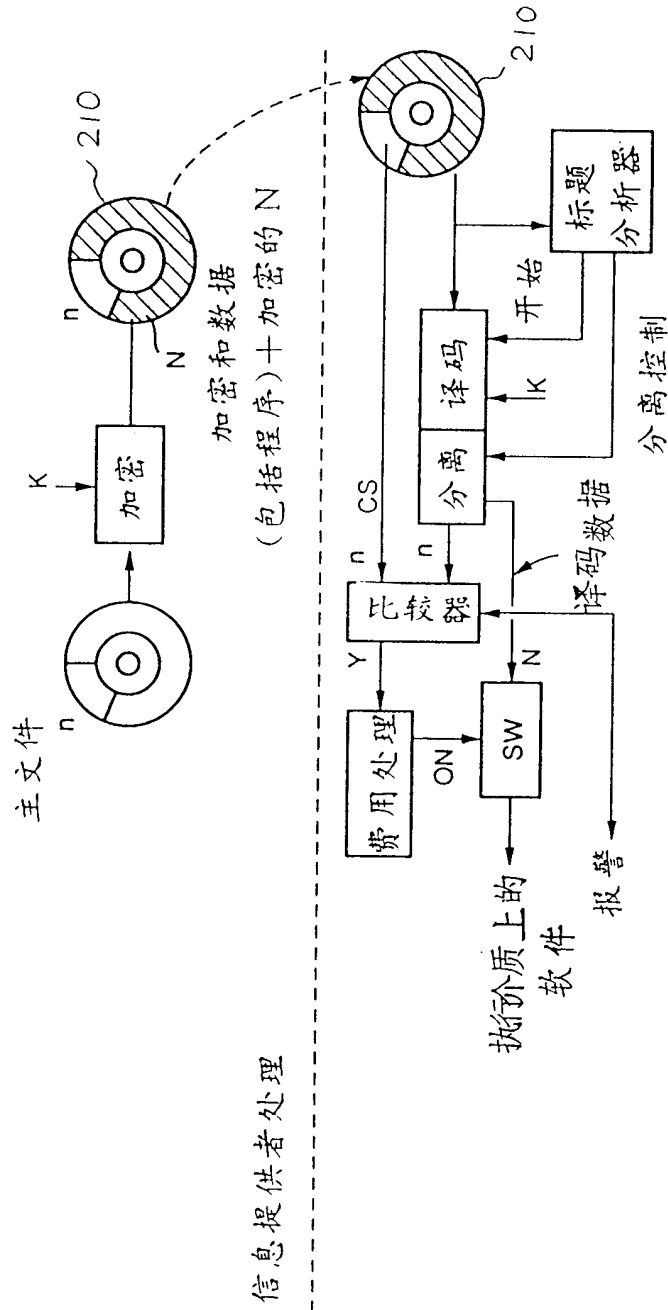 主文件
n
K
加密
n
N
210
加密和数据
(包括程序)+加密的N
信息提供者处理
210
CS
n
n
比较器
分离
译码
K
开始
标题
分析器
分离控制
译码数据
Y
费用处理
ON
N
SW
执行介质上的
软件
报警